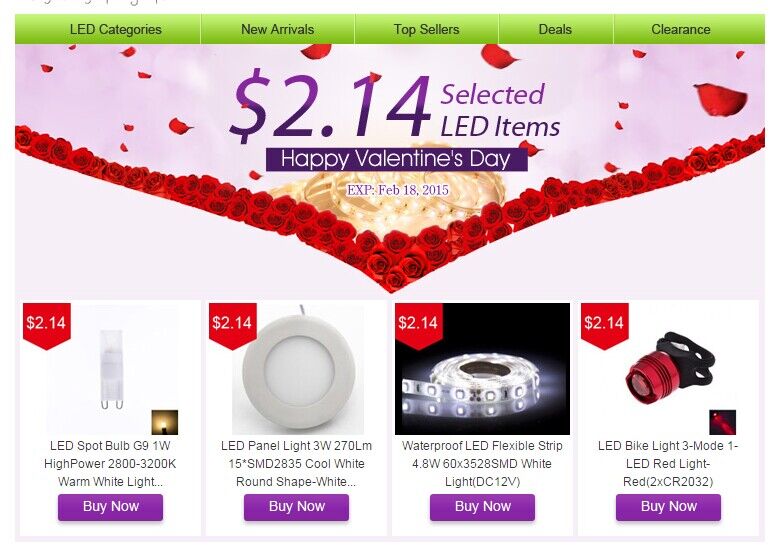 LED Categories New Arrivals Top Sellers Deals Clearance
$2.14 Selected
LED Items
Happy Valentine's Day
EXP: Feb 18, 2015
$2.14
LED Spot Bulb G9 1W
HighPower 2800-3200K
Warm White Light...
Buy Now
$2.14
LED Panel Light 3W 270Lm
15*SMD2835 Cool White
Round Shape-White...
Buy Now
$2.14
Waterproof LED Flexible Strip
4.8W 60x3528SMD White
Light(DC12V)
Buy Now
$2.14
LED Bike Light 3-Mode 1-
LED Red Light-
Red(2xCR2032)
Buy Now